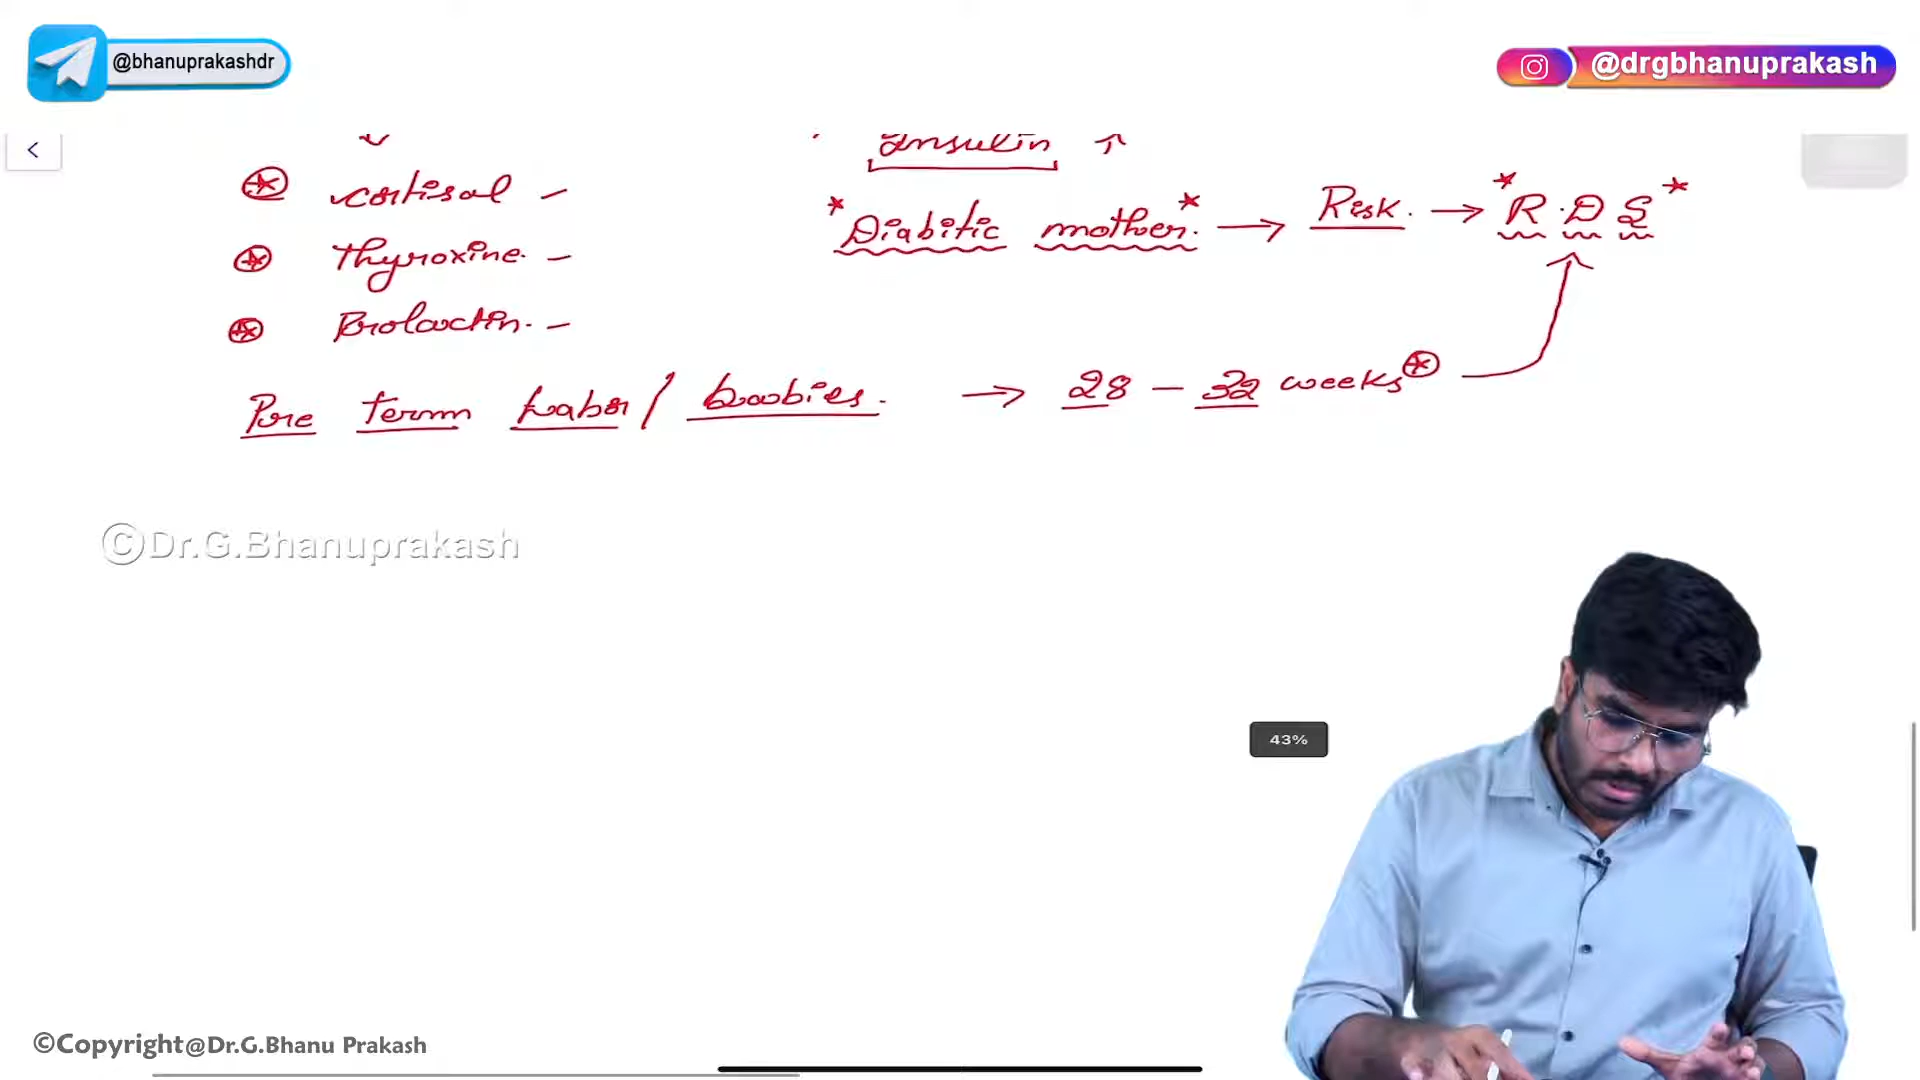 @bhanuprakashdr
@drgbhanuprakash
Insulin ↑
cortisol -
Thyroxine. -
Prolactin. -
*Diabitic mother.* → Risk. → *R.D.S*
Pre term Labor / babies. → 28 - 32 weeks
©Dr.G.Bhanuprakash
43%
©Copyright@Dr.G.Bhanu Prakash